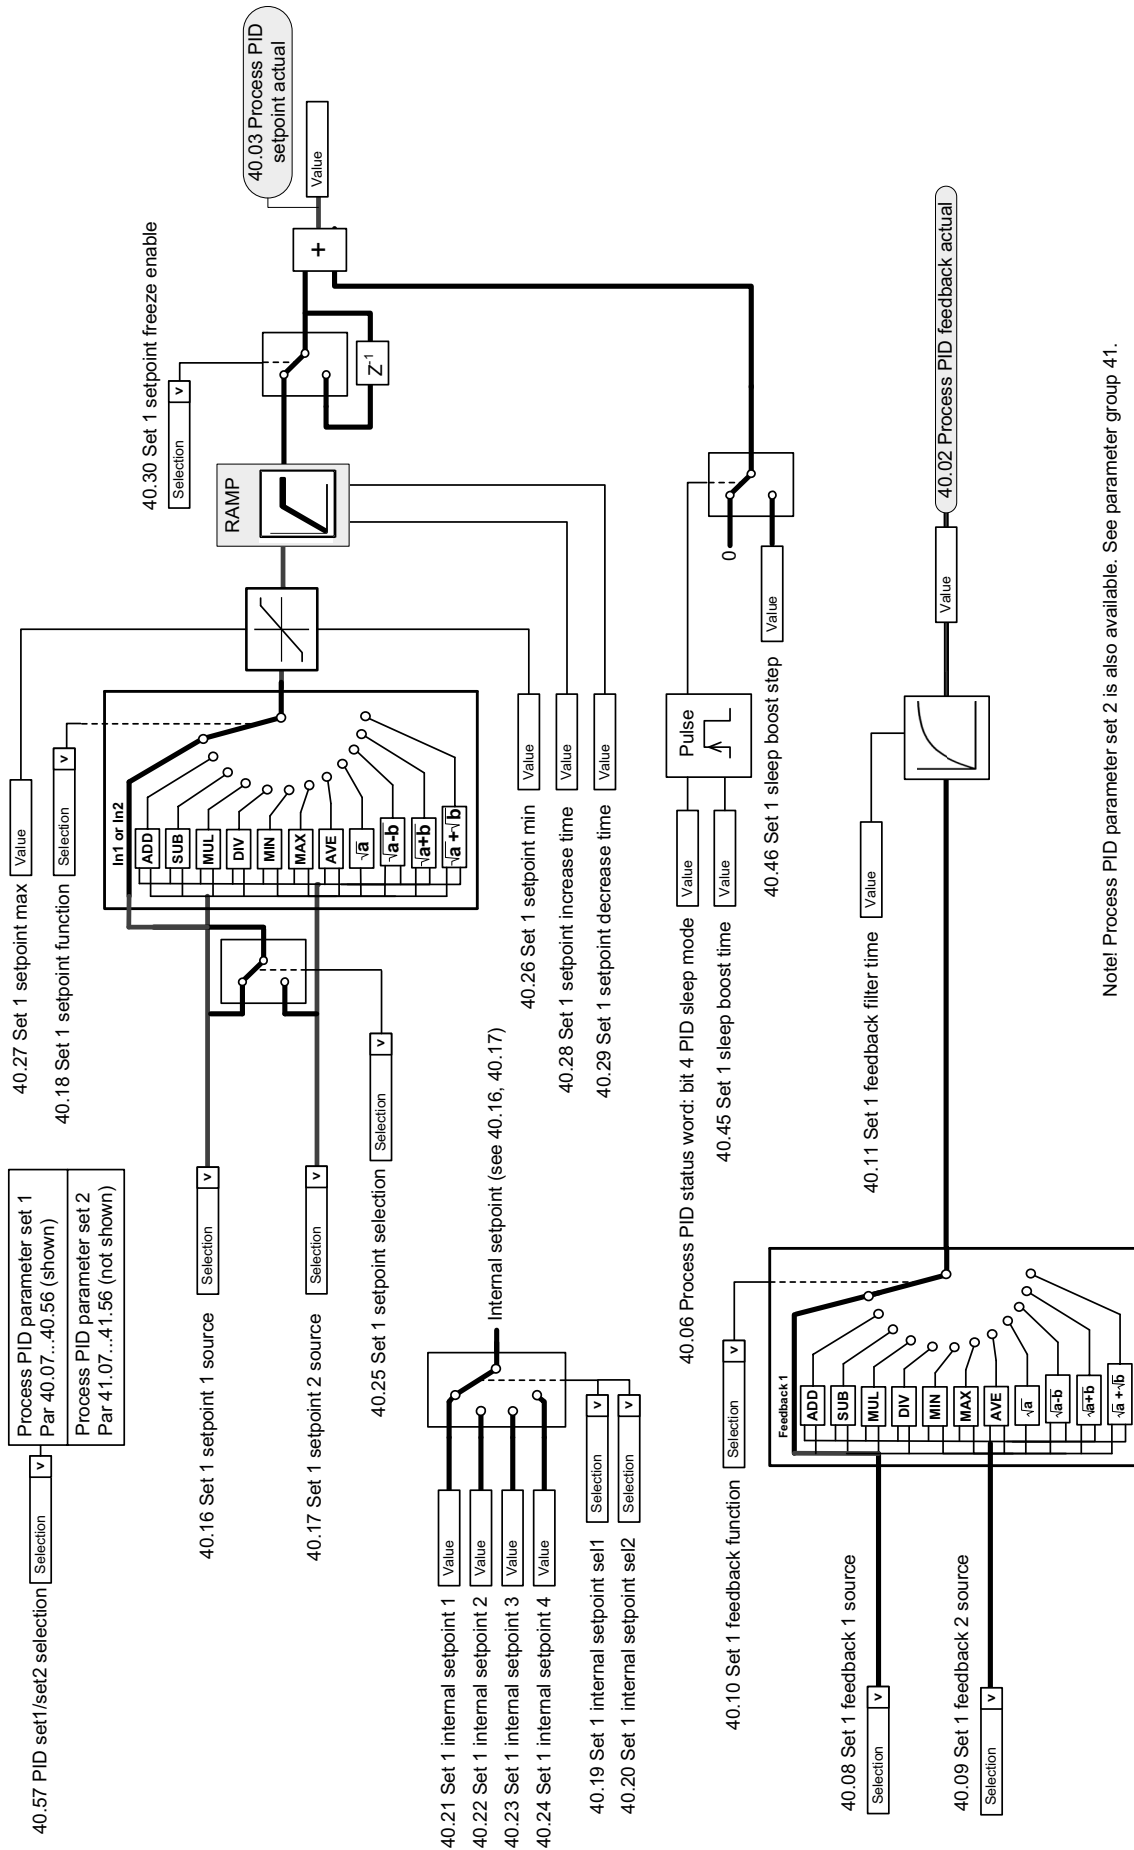 40.57 PID set1/set2 selection
Selection
v
Process PID parameter set 1
Par 40.07...40.56 (shown)
Process PID parameter set 2
Par 41.07...41.56 (not shown)
40.27 Set 1 setpoint max
Value
40.18 Set 1 setpoint function
Selection
v
40.16 Set 1 setpoint 1 source
Selection
v
40.17 Set 1 setpoint 2 source
Selection
v
40.25 Set 1 setpoint selection
Selection
v
In1 or In2
ADD
SUB
MUL
DIV
MIN
MAX
AVE
√a
√a-b
√a+b
√a+√b
RAMP
40.30 Set 1 setpoint freeze enable
Selection
v
Z-1
+
40.03 Process PID
setpoint actual
Value
40.21 Set 1 internal setpoint 1
Value
40.22 Set 1 internal setpoint 2
Value
40.23 Set 1 internal setpoint 3
Value
40.24 Set 1 internal setpoint 4
Value
Internal setpoint (see 40.16, 40.17)
40.19 Set 1 internal setpoint sel1
Selection
v
40.20 Set 1 internal setpoint sel2
Selection
v
40.26 Set 1 setpoint min
Value
40.28 Set 1 setpoint increase time
Value
40.29 Set 1 setpoint decrease time
Value
40.06 Process PID status word: bit 4 PID sleep mode
Value
40.45 Set 1 sleep boost time
Value
Pulse
0
40.46 Set 1 sleep boost step
Value
40.10 Set 1 feedback function
Selection
v
40.08 Set 1 feedback 1 source
Selection
v
40.09 Set 1 feedback 2 source
Selection
v
Feedback 1
ADD
SUB
MUL
DIV
MIN
MAX
AVE
√a
√a-b
√a+b
√a+√b
40.11 Set 1 feedback filter time
Value
Value
40.02 Process PID feedback actual
Note! Process PID parameter set 2 is also available. See parameter group 41.